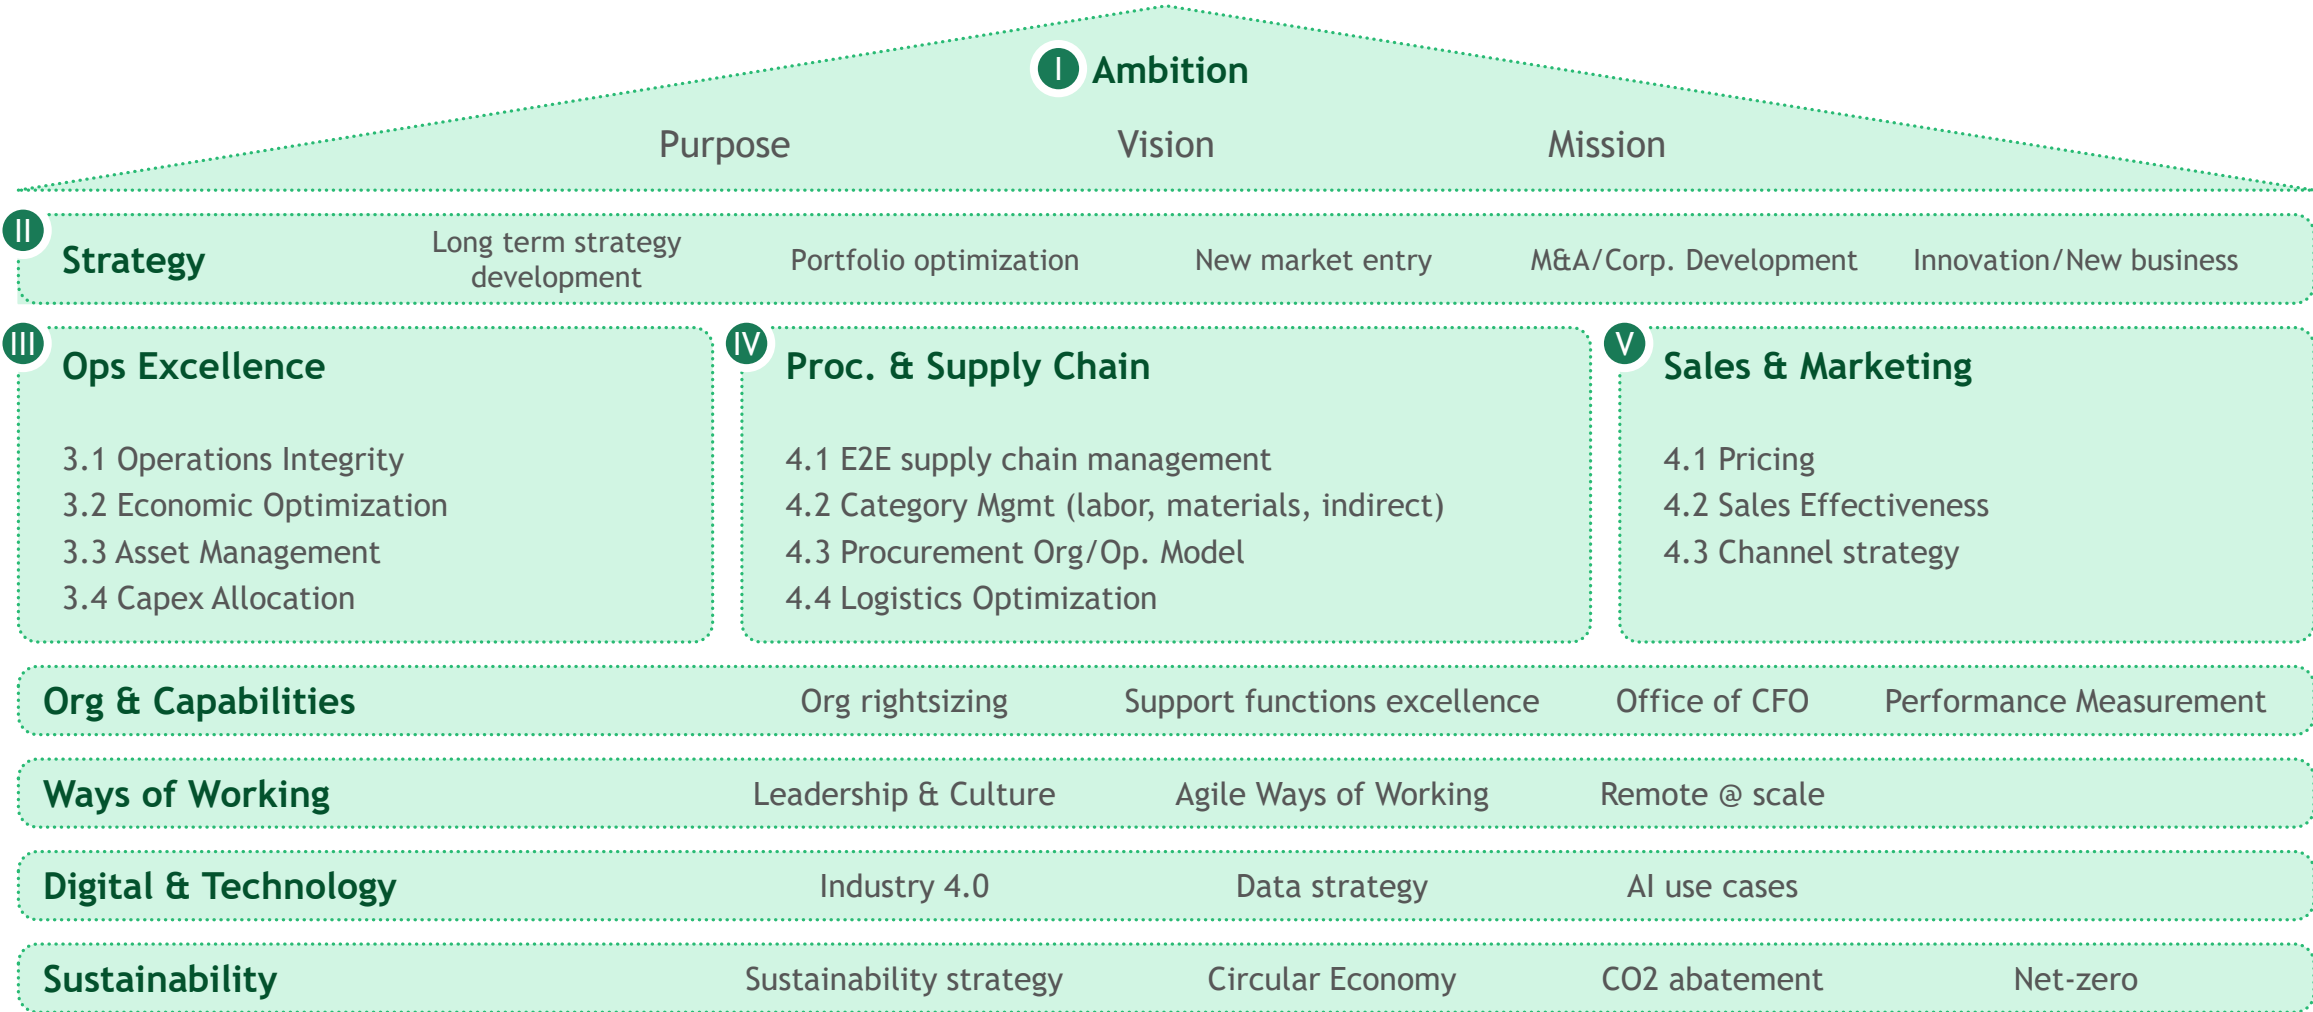 I Ambition
Purpose Vision Mission
II
Strategy
Long term strategy
development
Portfolio optimization
New market entry
M&A/Corp. Development
Innovation/New business
III
Ops Excellence
3.1 Operations Integrity
3.2 Economic Optimization
3.3 Asset Management
3.4 Capex Allocation
IV
Proc. & Supply Chain
4.1 E2E supply chain management
4.2 Category Mgmt (labor, materials, indirect)
4.3 Procurement Org/Op. Model
4.4 Logistics Optimization
V
Sales & Marketing
4.1 Pricing
4.2 Sales Effectiveness
4.3 Channel strategy
Org & Capabilities Org rightsizing Support functions excellence Office of CFO Performance Measurement
Ways of Working Leadership & Culture Agile Ways of Working Remote @ scale
Digital & Technology Industry 4.0 Data strategy AI use cases
Sustainability Sustainability strategy Circular Economy CO2 abatement Net-zero